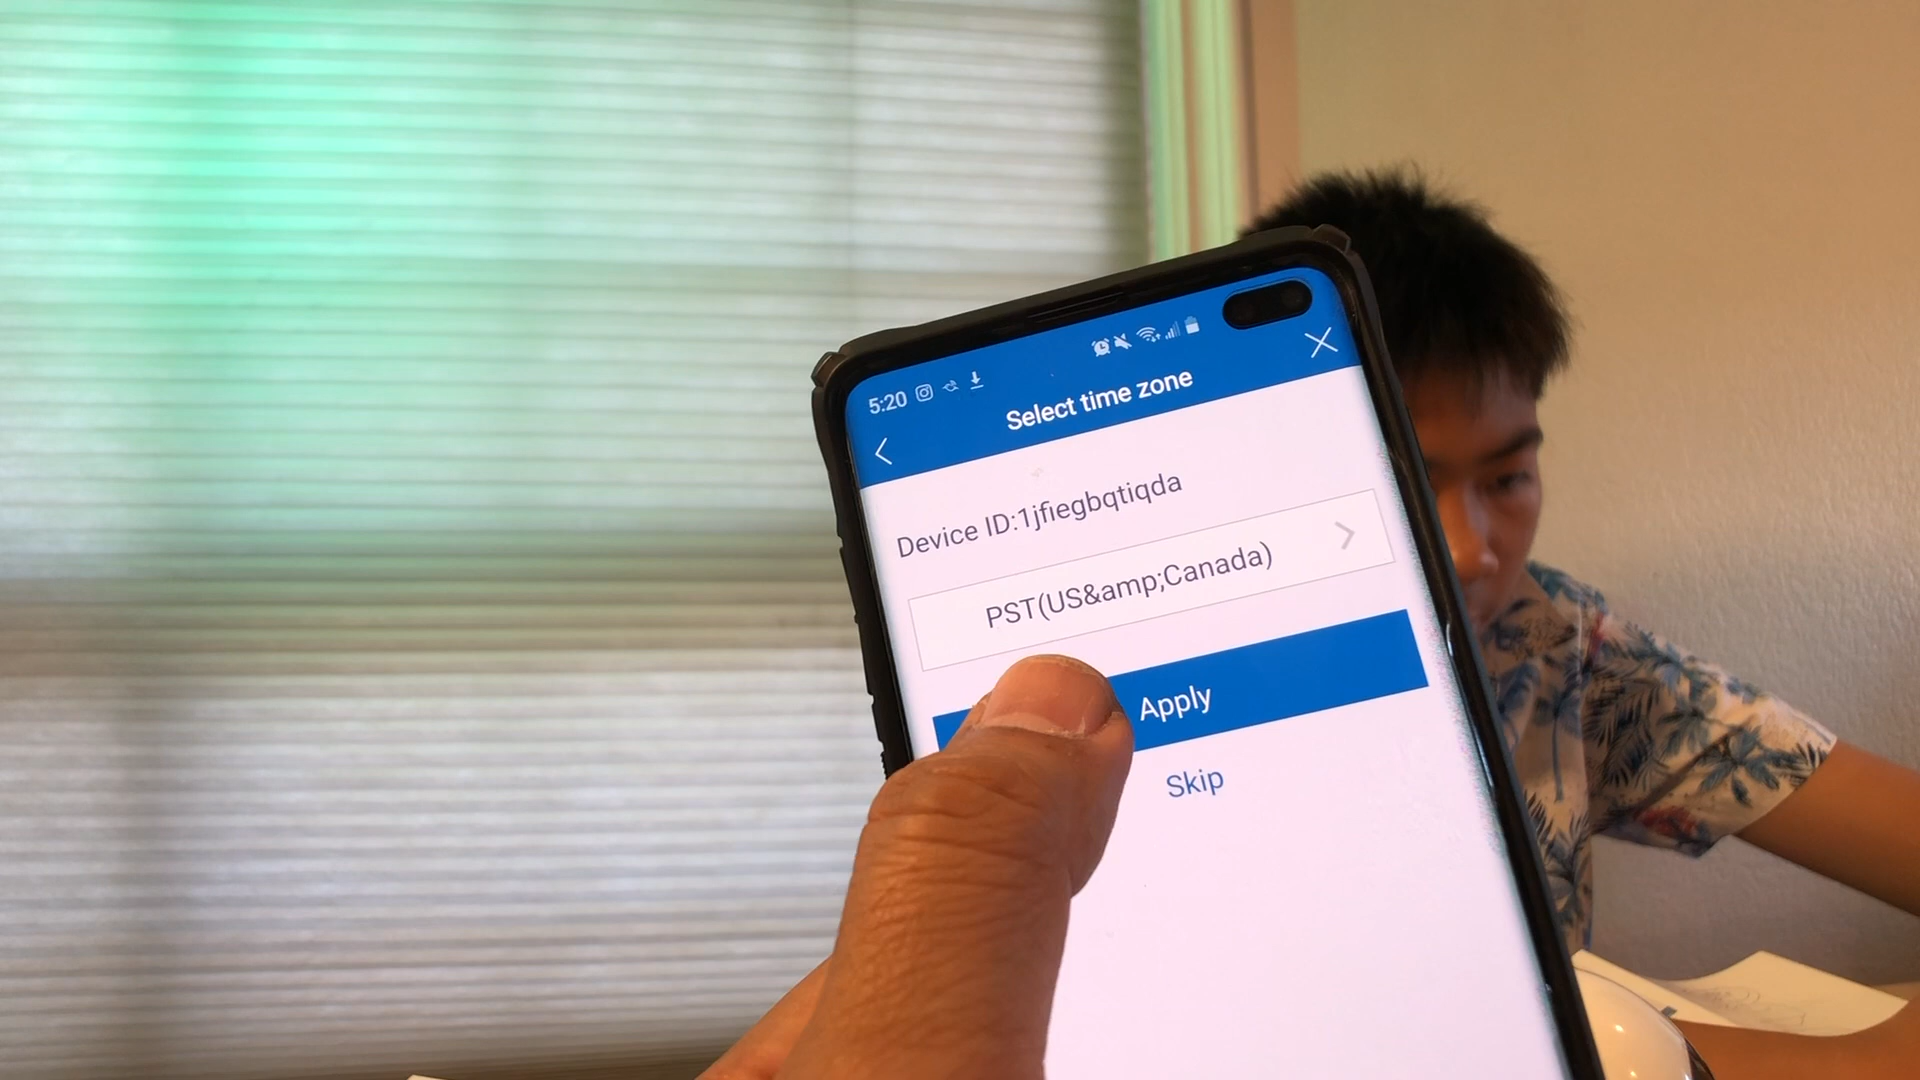 5:20
Select time zone
Device ID:1jfiegbqtiqda
PST(US&amp;Canada)
Apply
Skip